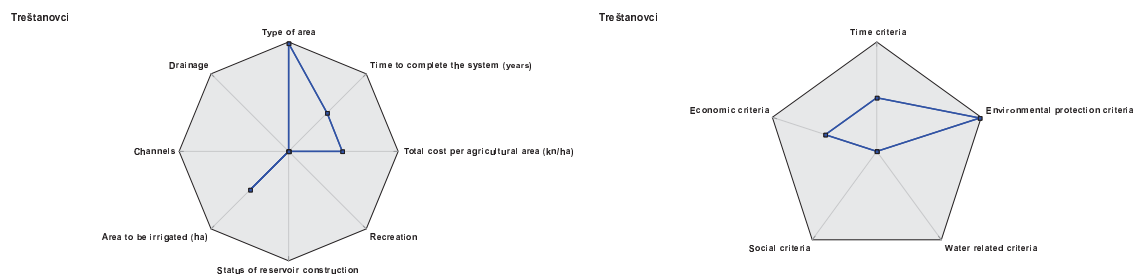 Treštanovci
Type of area
Drainage
Time to complete the system (years)
Channels
Total cost per agricultural area (kn/ha)
Area to be irrigated (ha)
Recreation
Status of reservoir construction
Treštanovci
Time criteria
Economic criteria
Environmental protection criteria
Social criteria
Water related criteria